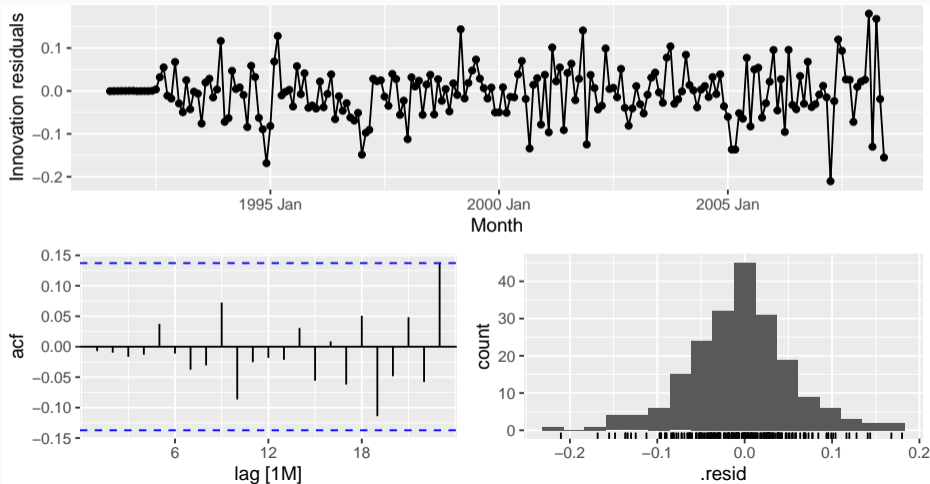 Innovation residuals
0.1
0.0
−0.1
−0.2
1995 Jan
2000 Jan
2005 Jan
Month
acf
0.15
0.10
0.05
0.00
−0.05
−0.10
−0.15
6
12
18
lag [1M]
count
40
30
20
10
0
−0.2
−0.1
0.0
0.1
0.2
.resid